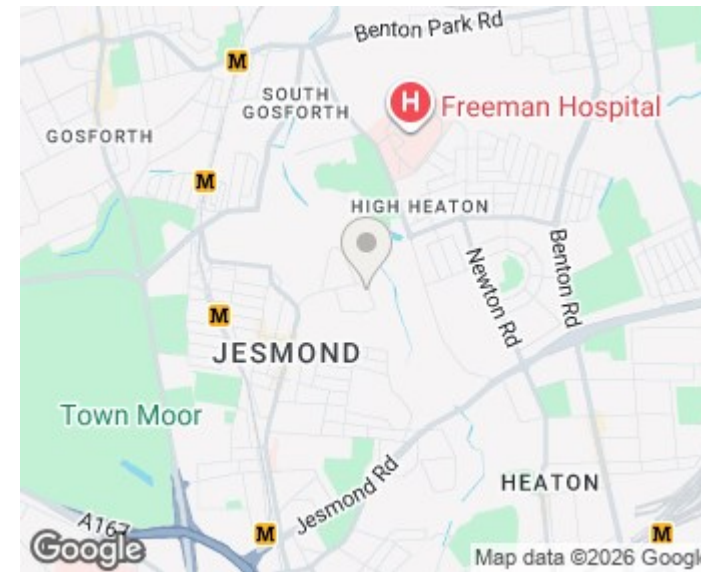 Benton Park Rd
M
SOUTH
GOSFORTH
H
Freeman Hospital
GOSFORTH
M
HIGH HEATON
Newton Rd
Benton Rd
M
JESMOND
Town Moor
Jesmond Rd
HEATON
A167
M
M
Google
Map data ©2026 Google